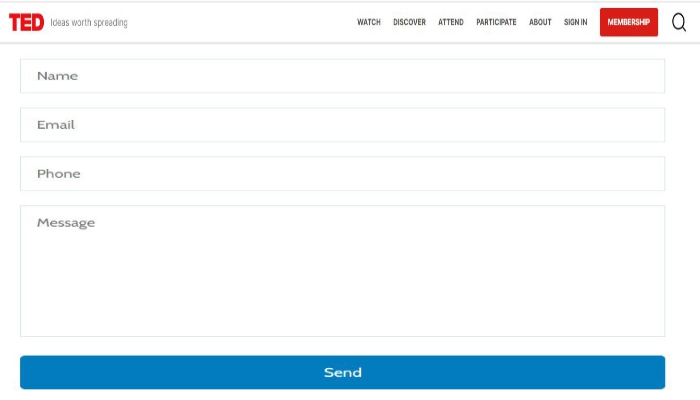 TED Ideas worth spreading WATCH DISCOVER ATTEND PARTICIPATE ABOUT SIGN IN MEMBERSHIP
Name
Email
Phone
Message
Send